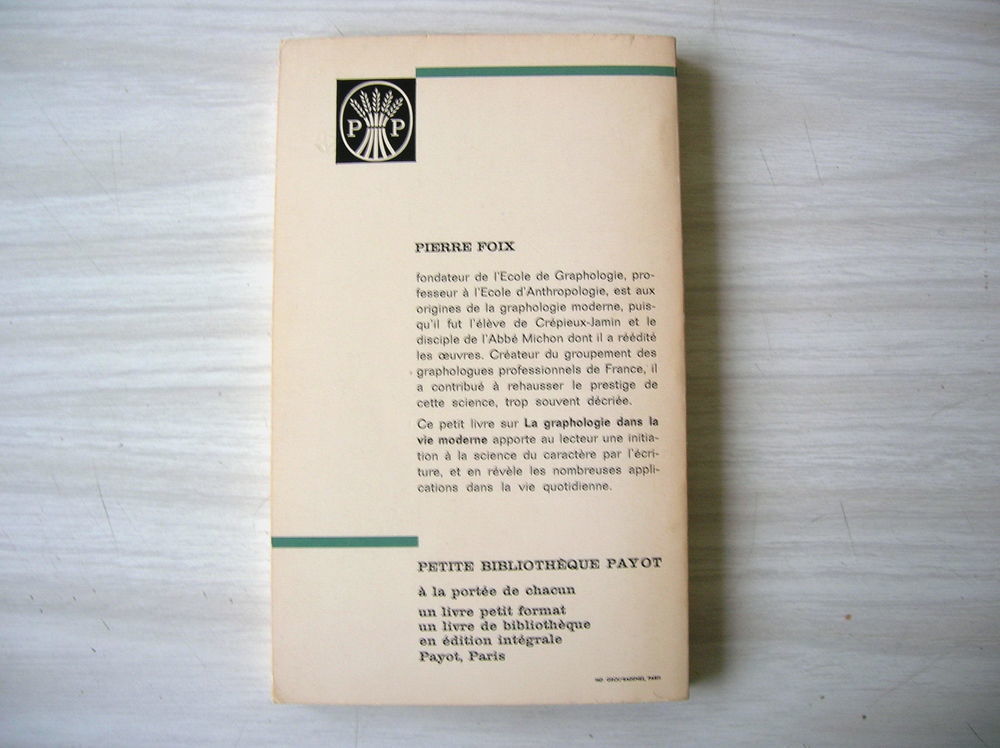 P P
PIERRE FOIX
fondateur de l'Ecole de Graphologie, pro-
fesseur à l'Ecole d'Anthropologie, est aux
origines de la graphologie moderne, puis-
qu'il fut l'élève de Crépieux-Jamin et le
disciple de l'Abbé Michon dont il a réédité
les œuvres. Créateur du groupement des
graphologues professionnels de France, il
a contribué à rehausser le prestige de
cette science, trop souvent décriée.
Ce petit livre sur La graphologie dans la
vie moderne apporte au lecteur une initia-
tion à la science du caractère par l'écri-
ture, et en révèle les nombreuses appli-
cations dans la vie quotidienne.
PETITE BIBLIOTHÈQUE PAYOT
à la portée de chacun
un livre petit format
un livre de bibliothèque
en édition intégrale
Payot, Paris
PARIS